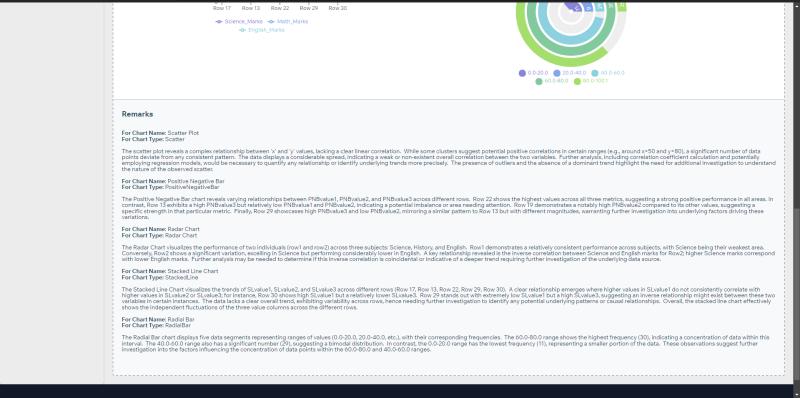 Row 17 Row 13 Row 22 Row 29 Row 30
Science_Marks Math_Marks
English_Marks
0.0-20.0 20.0-40.0 40.0-60.0
60.0-80.0 80.0-100.1
Remarks
For Chart Name: Scatter Plot
For Chart Type: Scatter
The scatter plot reveals a complex relationship between 'x' and 'y' values, lacking a clear linear correlation. While some clusters suggest potential positive correlations in certain ranges (e.g., around x=50 and y=80), a significant number of data
points deviate from any consistent pattern. The data displays a considerable spread, indicating a weak or non-existent overall correlation between the two variables. Further analysis, including correlation coefficient calculation and potentially
employing regression models, would be necessary to quantify any relationship or identify underlying trends more precisely. The presence of outliers and the absence of a dominant trend highlight the need for additional investigation to understand
the nature of the observed scatter.
For Chart Name: Positive Negative Bar
For Chart Type: PositiveNegativeBar
The Positive Negative Bar chart reveals varying relationships between PNBvalue1, PNBvalue2, and PNBvalue3 across different rows. Row 22 shows the highest values across all three metrics, suggesting a strong positive performance in all areas. In
contrast, Row 13 exhibits a high PNBvalue3 but relatively low PNBvalue1 and PNBvalue2, indicating a potential imbalance or area needing attention. Row 19 demonstrates a notably high PNBvalue2 compared to its other values, suggesting a
specific strength in that particular metric. Finally, Row 29 showcases high PNBvalue3 and low PNBvalue2, mirroring a similar pattern to Row 13 but with different magnitudes, warranting further investigation into underlying factors driving these
variations.
For Chart Name: Radar Chart
For Chart Type: Radar Chart
The Radar Chart visualizes the performance of two individuals (row1 and row2) across three subjects: Science, History, and English. Row1 demonstrates a relatively consistent performance across subjects, with Science being their weakest area.
Conversely, Row2 shows a significant variation, excelling in Science but performing considerably lower in English. A key relationship revealed is the inverse correlation between Science and English marks for Row2; higher Science marks correspond
with lower English marks. Further analysis may be needed to determine if this inverse correlation is coincidental or indicative of a deeper trend requiring further investigation of the underlying data source.
For Chart Name: Stacked Line Chart
For Chart Type: StackedLine
The Stacked Line Chart visualizes the trends of SLvalue1, SLvalue2, and SLvalue3 across different rows (Row 17, Row 13, Row 22, Row 29, Row 30). A clear relationship emerges where higher values in SLvalue1 do not consistently correlate with
higher values in SLvalue2 or SLvalue3; for instance, Row 30 shows high SLvalue1 but a relatively lower SLvalue3. Row 29 stands out with extremely low SLvalue1 but a high SLvalue3, suggesting an inverse relationship might exist between these two
variables in certain instances. The data lacks a clear overall trend, exhibiting variability across rows, hence needing further investigation to identify any potential underlying patterns or causal relationships. Overall, the stacked line chart effectively
shows the independent fluctuations of the three value columns across the different rows.
For Chart Name: Radial Bar
For Chart Type: RadialBar
The Radial Bar chart displays five data segments representing ranges of values (0.0-20.0, 20.0-40.0, etc.), with their corresponding frequencies. The 60.0-80.0 range shows the highest frequency (30), indicating a concentration of data within this
interval. The 40.0-60.0 range also has a significant number (29), suggesting a bimodal distribution. In contrast, the 0.0-20.0 range has the lowest frequency (11), representing a smaller portion of the data. These observations suggest further
investigation into the factors influencing the concentration of data points within the 60.0-80.0 and 40.0-60.0 ranges.